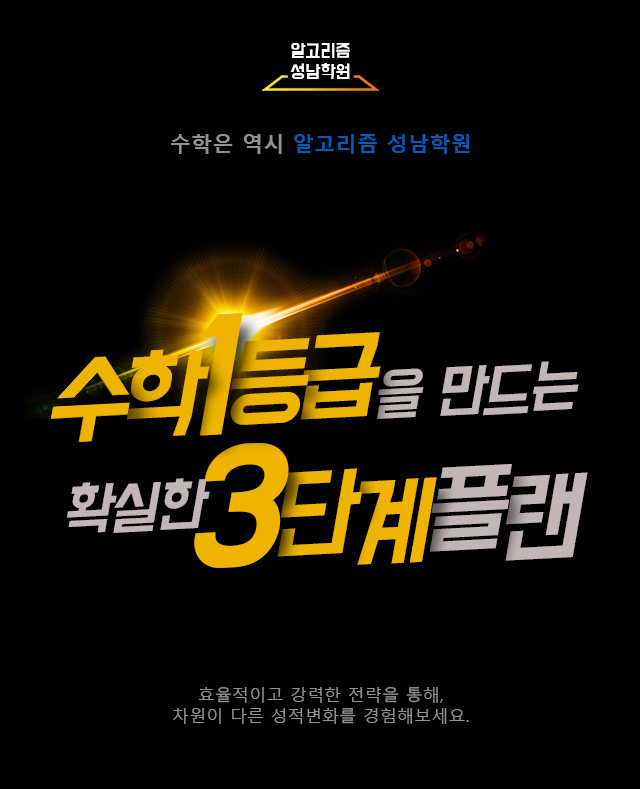 알고리즘
성남학원
수학은 역시 알고리즘 성남학원
수학1등급을 만드는
확실한3단계플랜
효율적이고 강력한 전략을 통해,
차원이 다른 성적변화를 경험해보세요.